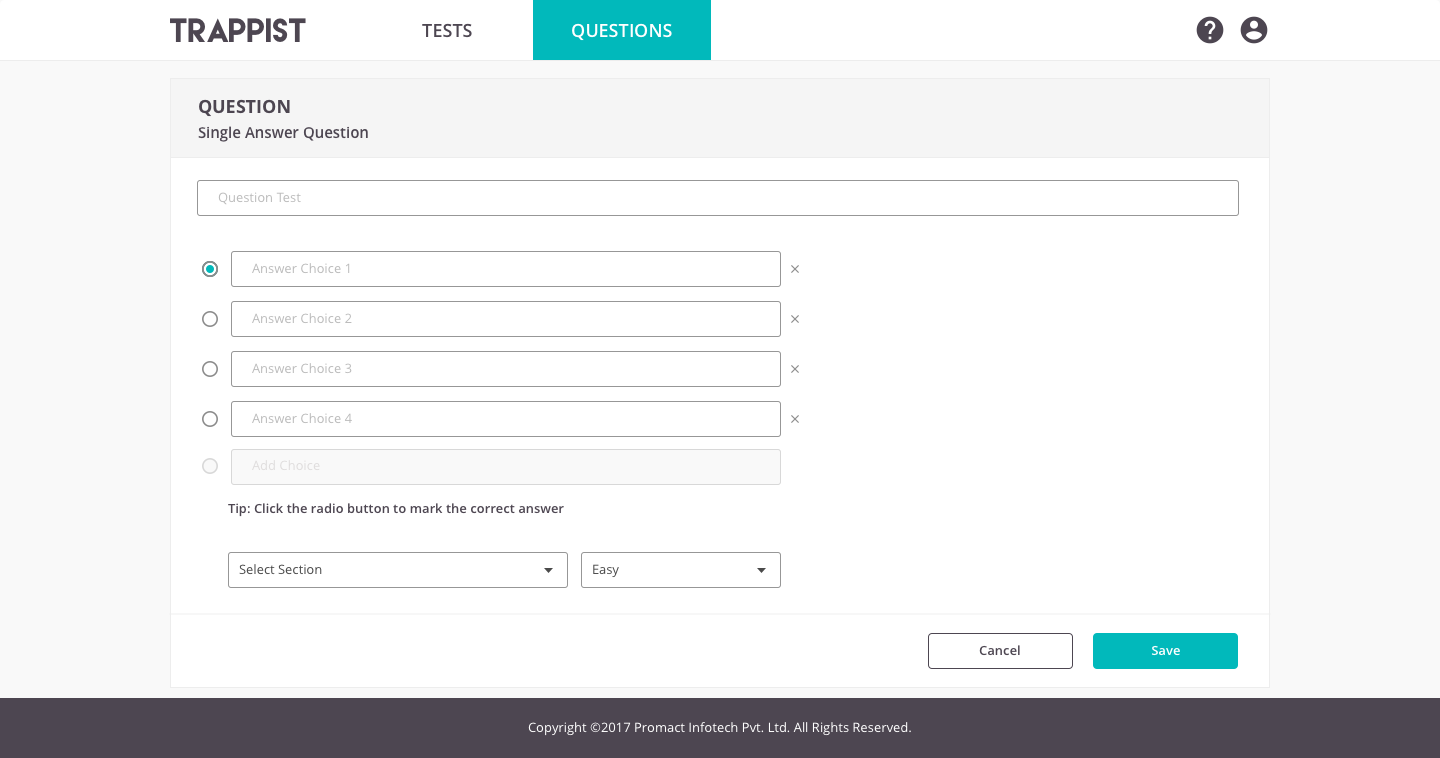 TRAPPIST TESTS QUESTIONS
QUESTION
Single Answer Question
Question Test
Answer Choice 1
Answer Choice 2
Answer Choice 3
Answer Choice 4
Add Choice
Tip: Click the radio button to mark the correct answer
Select Section Easy
Cancel Save
Copyright ©2017 Promact Infotech Pvt. Ltd. All Rights Reserved.